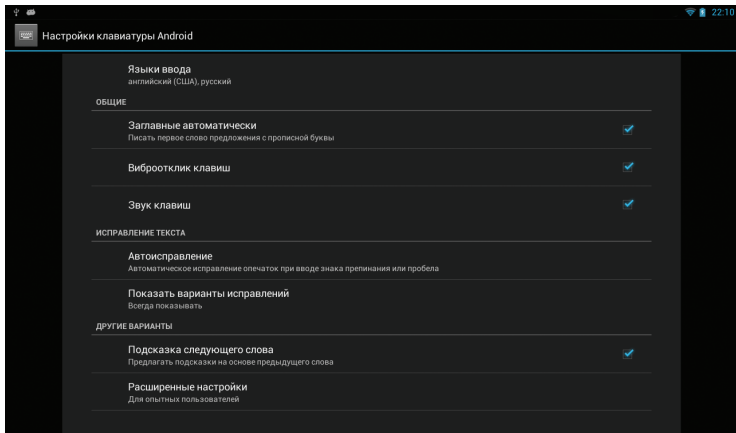 22:10
Настройки клавиатуры Android
Языки ввода
английский (США), русский
ОБЩИЕ
Заглавные автоматически
Писать первое слово предложения с прописной буквы
Виброотклик клавиш
Звук клавиш
ИСПРАВЛЕНИЕ ТЕКСТА
Автоисправление
Автоматическое исправление опечаток при вводе знака препинания или пробела
Показать варианты исправлений
Всегда показывать
ДРУГИЕ ВАРИАНТЫ
Подсказка следующего слова
Предлагать подсказки на основе предыдущего слова
Расширенные настройки
Для опытных пользователей